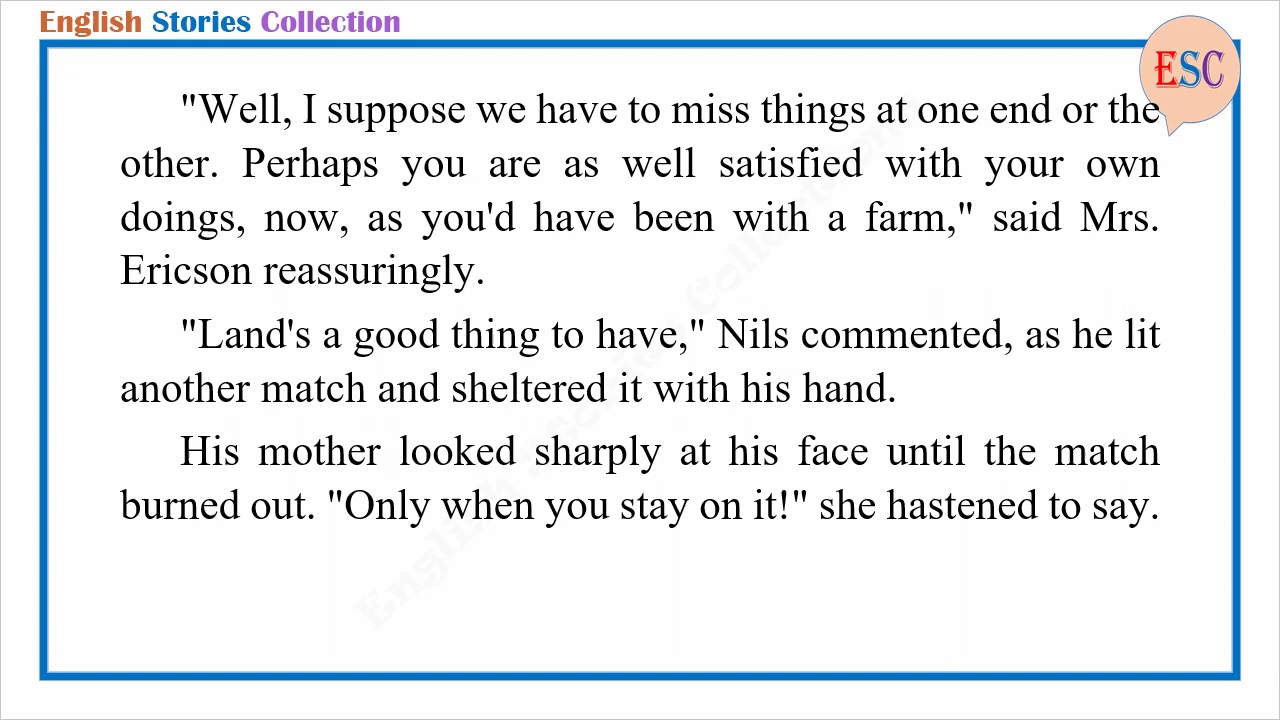 English Stories Collection
ESC
"Well, I suppose we have to miss things at one end or the
other. Perhaps you are as well satisfied with your own
doings, now, as you'd have been with a farm," said Mrs.
Ericson reassuringly.
"Land's a good thing to have," Nils commented, as he lit
another match and sheltered it with his hand.
His mother looked sharply at his face until the match
burned out. "Only when you stay on it!" she hastened to say.
English Stories Collection